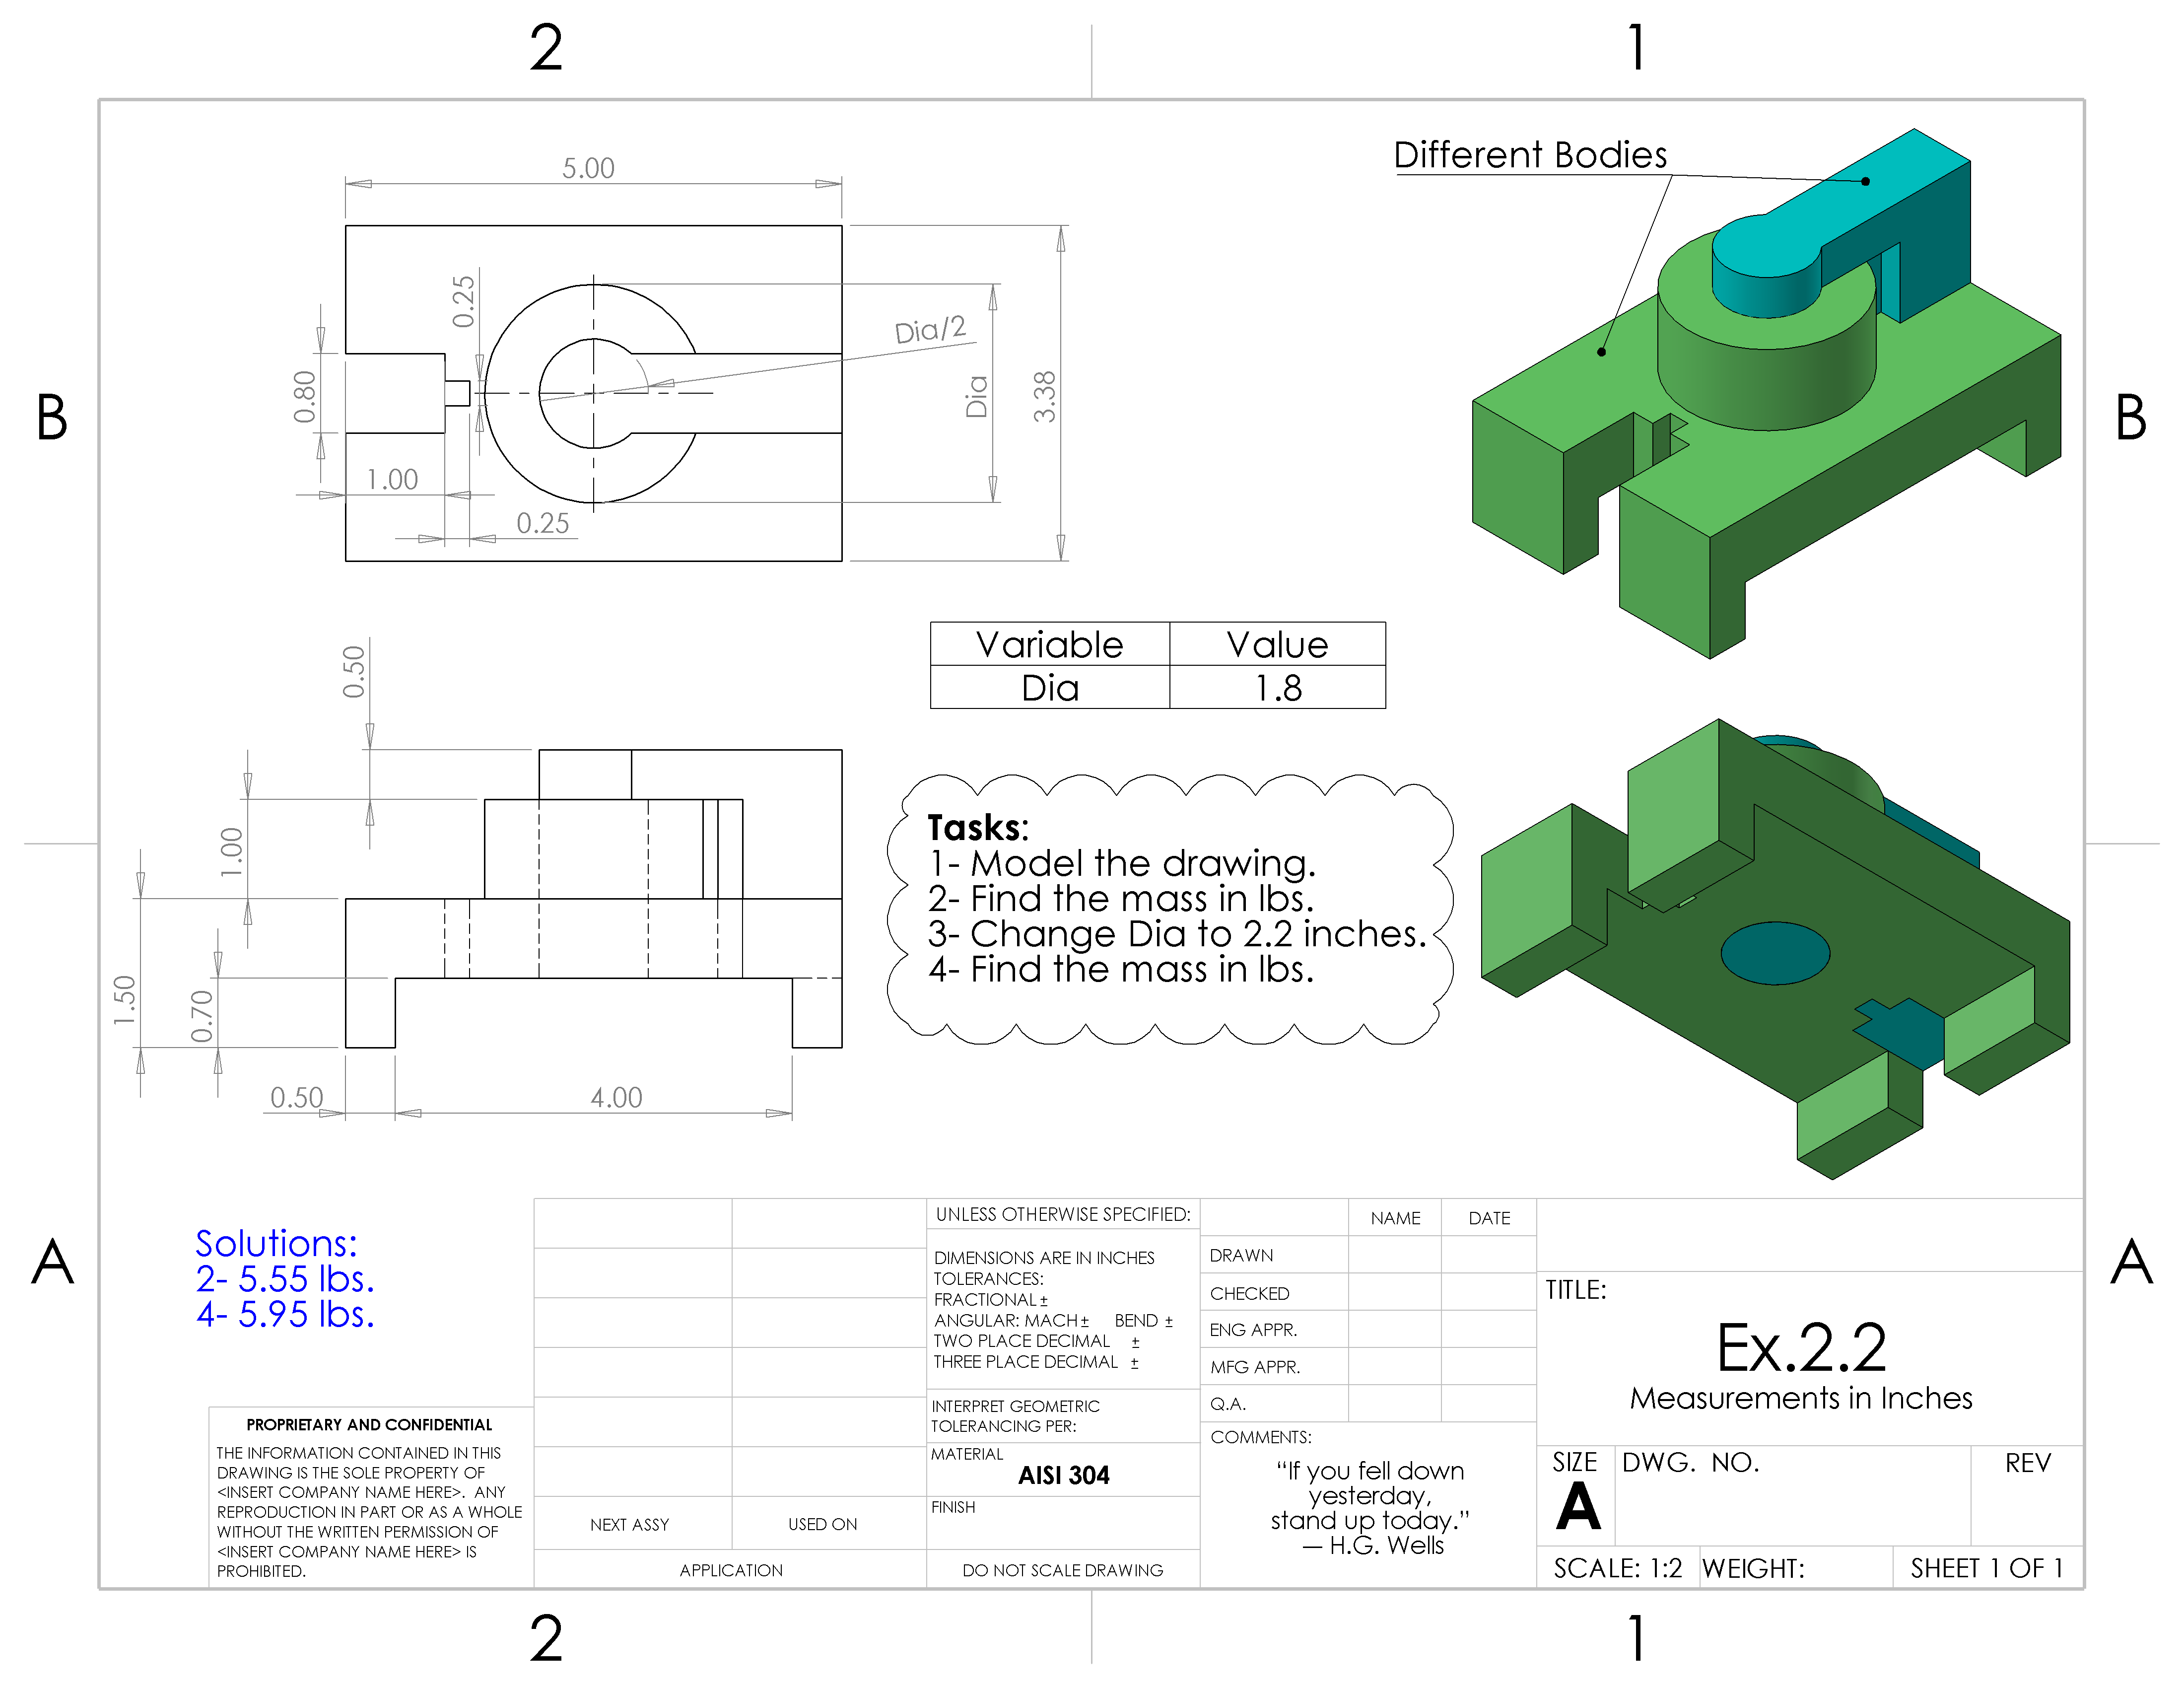 2
1
B
B
A
A
2
1
5.00
0.25
0.80
1.00
0.25
Dia/2
Dia
3.38
Different Bodies
Variable Value
Dia 1.8
0.50
1.00
1.50
0.70
0.50
4.00
Tasks:
1- Model the drawing.
2- Find the mass in lbs.
3- Change Dia to 2.2 inches.
4- Find the mass in lbs.
Solutions:
2- 5.55 lbs.
4- 5.95 lbs.
PROPRIETARY AND CONFIDENTIAL
THE INFORMATION CONTAINED IN THIS
DRAWING IS THE SOLE PROPERTY OF
<INSERT COMPANY NAME HERE>. ANY
REPRODUCTION IN PART OR AS A WHOLE
WITHOUT THE WRITTEN PERMISSION OF
<INSERT COMPANY NAME HERE> IS
PROHIBITED.
NEXT ASSY
USED ON
APPLICATION
UNLESS OTHERWISE SPECIFIED:
DIMENSIONS ARE IN INCHES
TOLERANCES:
FRACTIONAL ±
ANGULAR: MACH ± BEND ±
TWO PLACE DECIMAL ±
THREE PLACE DECIMAL ±
INTERPRET GEOMETRIC
TOLERANCING PER:
MATERIAL
AISI 304
FINISH
DO NOT SCALE DRAWING
NAME DATE
DRAWN
CHECKED
ENG APPR.
MFG APPR.
Q.A.
COMMENTS:
“If you fell down
yesterday,
stand up today.”
— H.G. Wells
TITLE:
Ex.2.2
Measurements in Inches
SIZE
A
DWG. NO.
REV
SCALE: 1:2
WEIGHT:
SHEET 1 OF 1